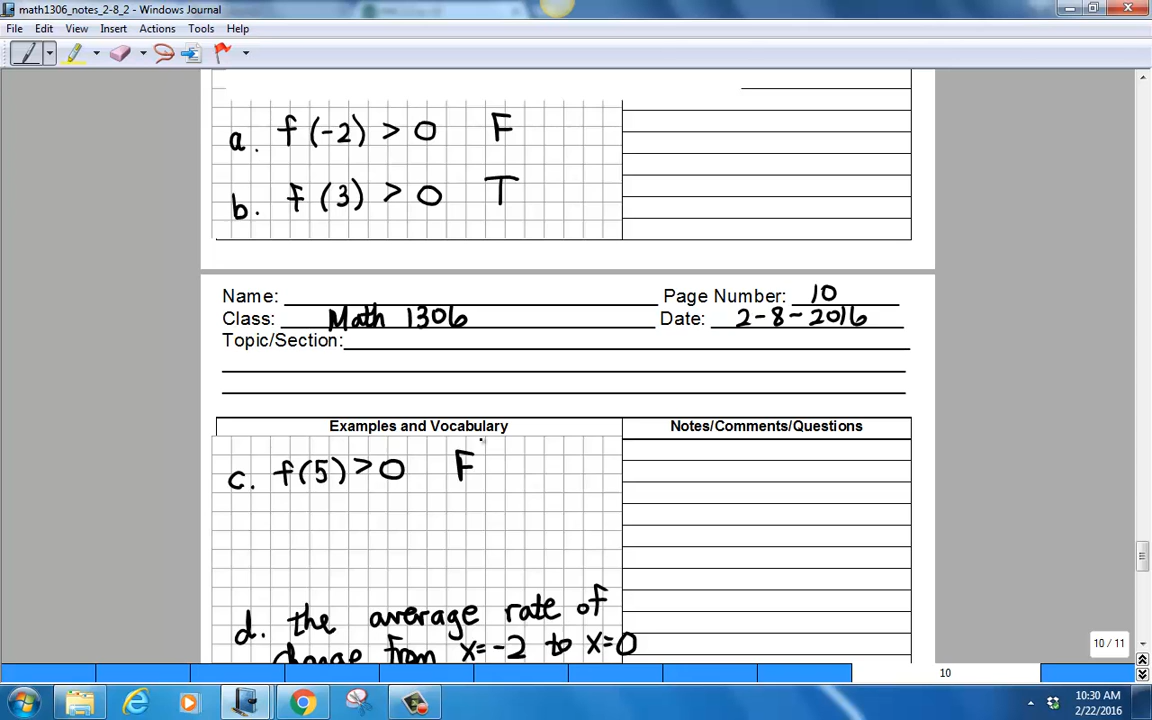 math1306_notes_2-8_2 - Windows Journal
File Edit View Insert Actions Tools Help
a. f(-2) > 0 F
b. f(3) > 0 T
Name:
Page Number: 10
Class: Math 1306
Date: 2-8-2016
Topic/Section:
Examples and Vocabulary
Notes/Comments/Questions
c. f(5) > 0 F
d. the average rate of
change from x=-2 to x=0
10 / 11
10
10:30 AM
2/22/2016